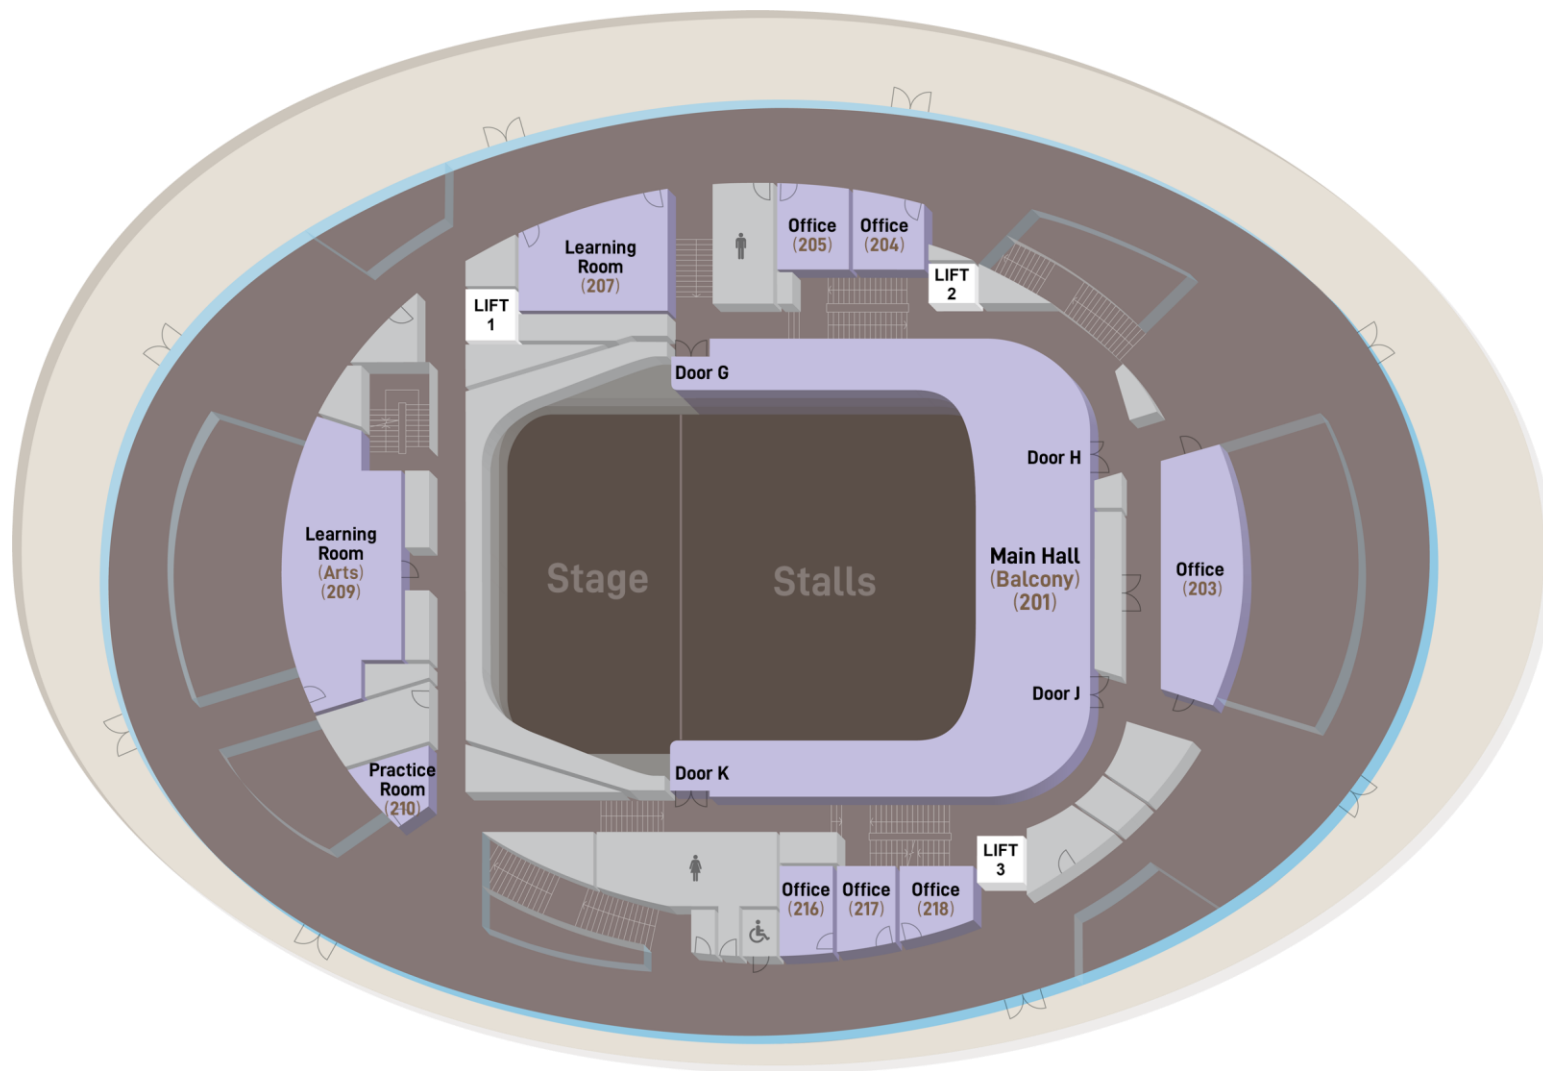 Office
(205)
Office
(204)
Learning
Room
(207)
LIFT
1
LIFT
2
Door G
Door H
Learning
Room
(Arts)
(209)
Stage
Stalls
Main Hall
(Balcony)
(201)
Office
(203)
Door J
Practice
Room
(210)
Door K
LIFT
3
Office
(216)
Office
(217)
Office
(218)